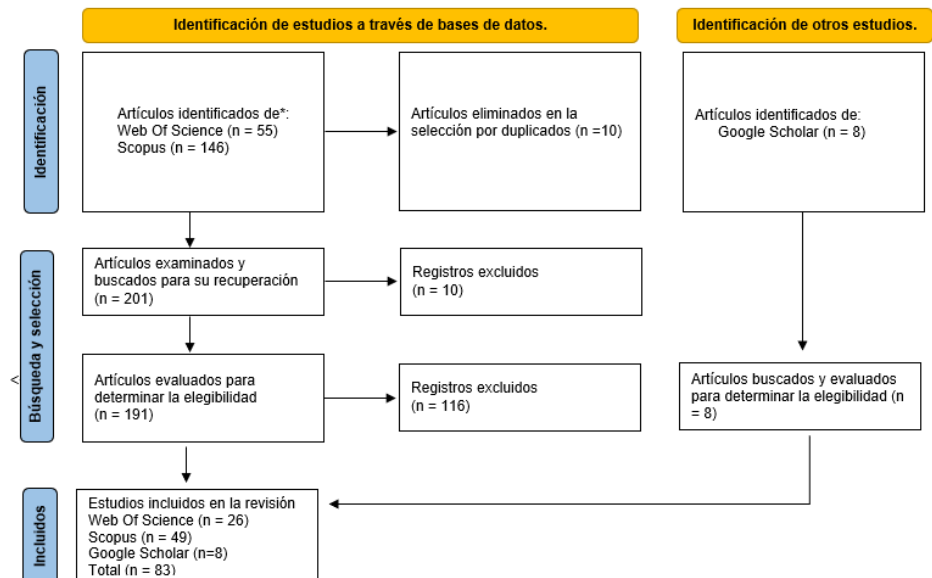 Identificación de estudios a través de bases de datos.
Identificación de otros estudios.
Identificación
Artículos identificados de*:
Web Of Science (n = 55)
Scopus (n = 146)
Artículos eliminados en la
selección por duplicados (n =10)
Artículos identificados de:
Google Scholar (n = 8)
Búsqueda y selección
Artículos examinados y
buscados para su recuperación
(n = 201)
Registros excluidos
(n = 10)
Artículos evaluados para
determinar la elegibilidad
(n = 191)
Registros excluidos
(n = 116)
Artículos buscados y evaluados
para determinar la elegibilidad (n
= 8)
<
Incluidos
Estudios incluidos en la revisión
Web Of Science (n = 26)
Scopus (n = 49)
Google Scholar (n=8)
Total (n = 83)